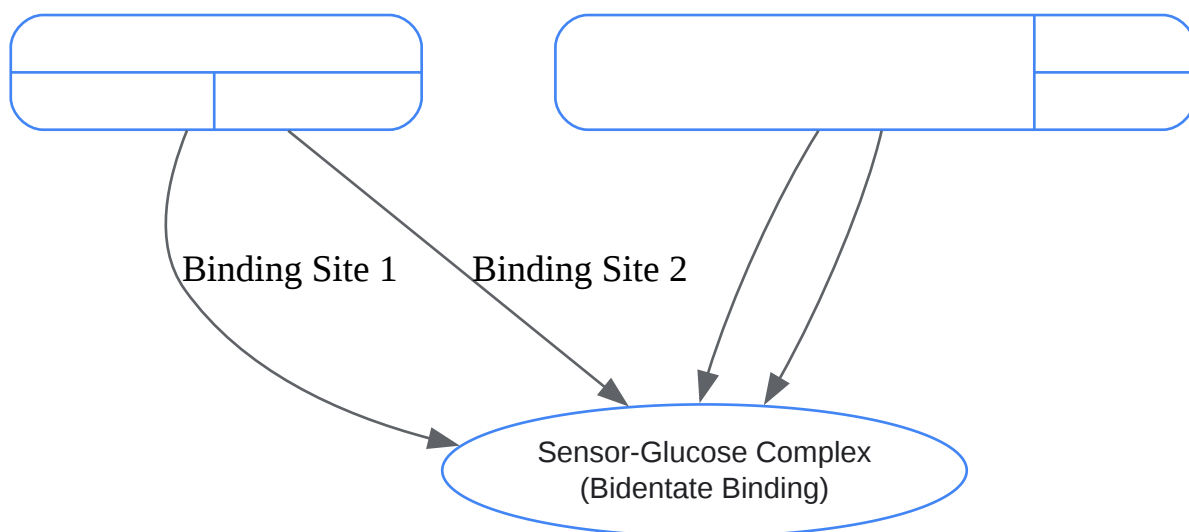 Binding Site 1
Binding Site 2
Sensor-Glucose Complex
(Bidentate Binding)